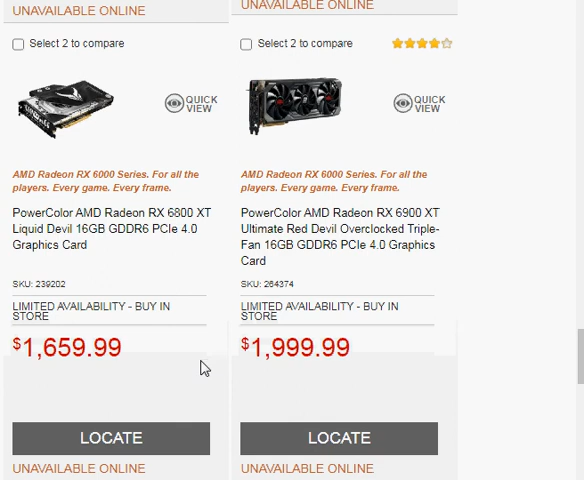 UNAVAILABLE ONLINE
UNAVAILABLE ONLINE
Select 2 to compare
Select 2 to compare
QUICK VIEW
QUICK VIEW
AMD Radeon RX 6000 Series. For all the
players. Every game. Every frame.
PowerColor AMD Radeon RX 6800 XT
Liquid Devil 16GB GDDR6 PCIe 4.0
Graphics Card
SKU: 239202
LIMITED AVAILABILITY - BUY IN
STORE
$1,659.99
LOCATE
UNAVAILABLE ONLINE
AMD Radeon RX 6000 Series. For all the
players. Every game. Every frame.
PowerColor AMD Radeon RX 6900 XT
Ultimate Red Devil Overclocked Triple-
Fan 16GB GDDR6 PCIe 4.0 Graphics
Card
SKU: 264374
LIMITED AVAILABILITY - BUY IN
STORE
$1,999.99
LOCATE
UNAVAILABLE ONLINE